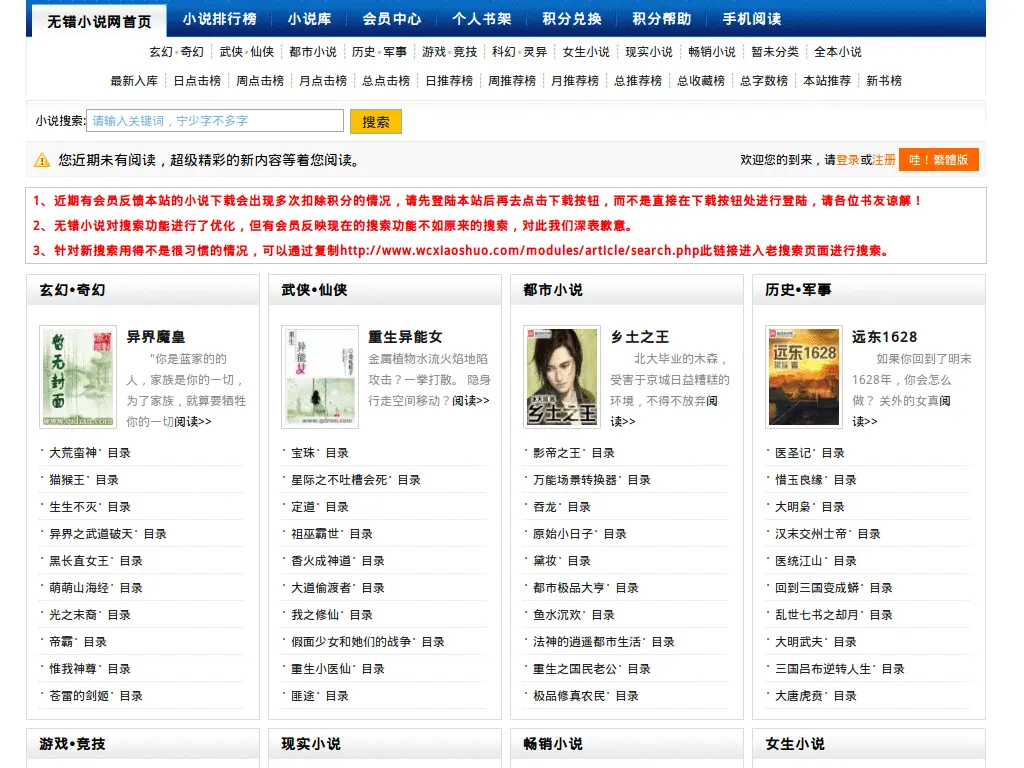 无错小说网首页 小说排行榜 小说库 会员中心 个人书架 积分兑换 积分帮助 手机阅读
玄幻·奇幻 武侠·仙侠 都市小说 历史·军事 游戏·竞技 科幻·灵异 女生小说 现实小说 畅销小说 暂未分类 全本小说
最新入库 日点击榜 周点击榜 月点击榜 总点击榜 日推荐榜 周推荐榜 月推荐榜 总推荐榜 总收藏榜 总字数榜 本站推荐 新书榜
小说搜索: 请输入关键词，宁少字不多字 搜索
您近期未有阅读，超级精彩的新内容等着您阅读。 欢迎您的到来，请登录或注册 哇！繁體版
1、近期有会员反馈本站的小说下载会出现多次扣除积分的情况，请先登陆本站后再去点击下载按钮，而不是直接在下载按钮处进行登陆，请各位书友谅解！
2、无错小说对搜索功能进行了优化，但有会员反映现在的搜索功能不如原来的搜索，对此我们深表歉意。
3、针对新搜索用得不是很习惯的情况，可以通过复制http://www.wcxiaoshuo.com/modules/article/search.php此链接进入老搜索页面进行搜索。
玄幻•奇幻
暂无封面
www.qidian.com
异界魔皇
"你是蓝家的的
人，家族是你的一切，
为了家族，就算要牺牲
你的一切阅读>>
· 大荒蛮神· 目录
· 猫猴王· 目录
· 生生不灭· 目录
· 异界之武道破天· 目录
· 黑长直女王· 目录
· 萌萌山海经· 目录
· 光之末裔· 目录
· 帝霸· 目录
· 惟我神尊· 目录
· 苍雷的剑姬· 目录
武侠•仙侠
重生
异能女
重生异能女
金属植物水流火焰地陷
攻击？一拳打散。 隐身
行走空间移动？阅读>>
· 宝珠· 目录
· 星际之不吐槽会死· 目录
· 定道· 目录
· 祖巫霸世· 目录
· 香火成神道· 目录
· 大道偷渡者· 目录
· 我之修仙· 目录
· 假面少女和她们的战争· 目录
· 重生小医仙· 目录
· 匪途· 目录
都市小说
乡土之王
乡土之王
北大毕业的木森，
受害于京城日益糟糕的
环境，不得不放弃阅
读>>
· 影帝之王· 目录
· 万能场景转换器· 目录
· 吞龙· 目录
· 原始小日子· 目录
· 黛妆· 目录
· 都市极品大亨· 目录
· 鱼水沉欢· 目录
· 法神的逍遥都市生活· 目录
· 重生之国民老公· 目录
· 极品修真农民· 目录
历史•军事
远东1628
远东1628
如果你回到了明末
1628年，你会怎么
做？ 关外的女真阅
读>>
· 医圣记· 目录
· 惜玉良缘· 目录
· 大明枭· 目录
· 汉末交州士帝· 目录
· 医统江山· 目录
· 回到三国变成蟒· 目录
· 乱世七书之却月· 目录
· 大明武夫· 目录
· 三国吕布逆转人生· 目录
· 大唐虎贲· 目录
游戏•竞技 现实小说 畅销小说 女生小说